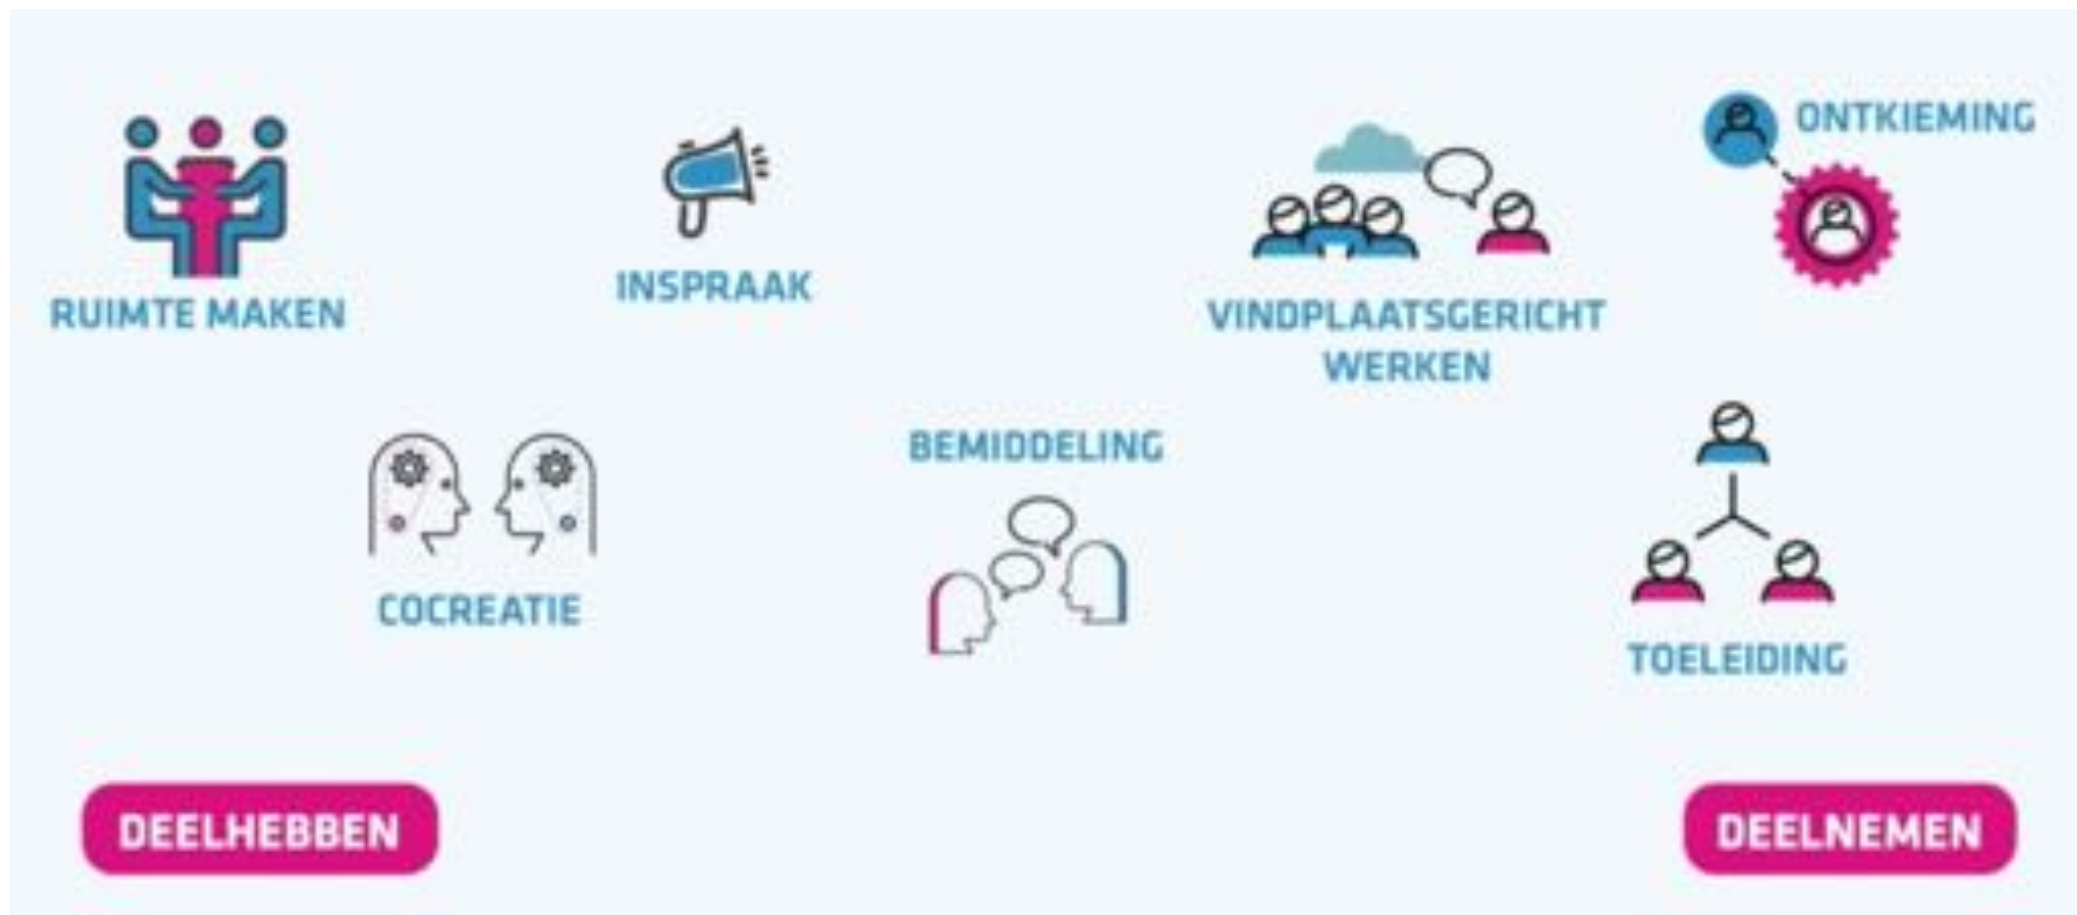 ONTKIEMING
INSPRAAK
RUIMTE MAKEN
VINDPLAATSGERICHT
WERKEN
BEMIDDELING
COCREATIE
TOELEIDING
DEELHEBBEN
DEELNEMEN